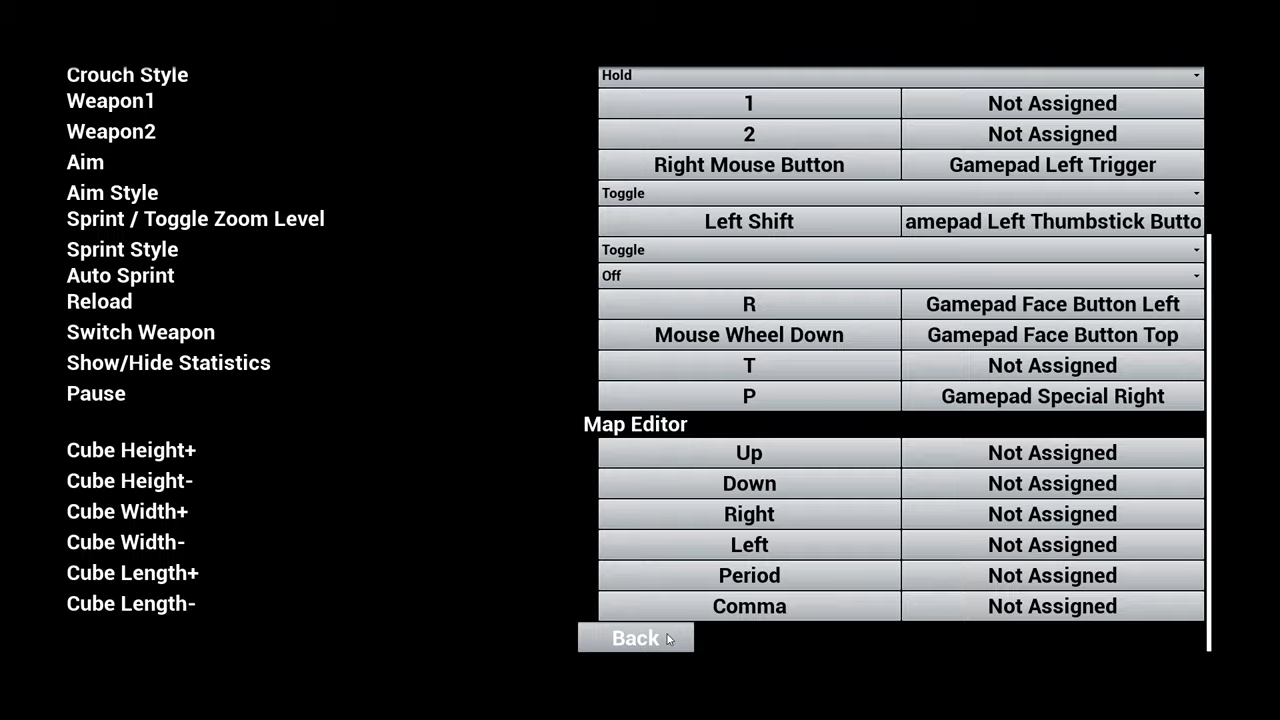 Crouch Style Hold
Weapon1 1 Not Assigned
Weapon2 2 Not Assigned
Aim Right Mouse Button Gamepad Left Trigger
Aim Style Toggle
Sprint / Toggle Zoom Level Left Shift amepad Left Thumbstick Butto
Sprint Style Toggle
Auto Sprint Off
Reload R Gamepad Face Button Left
Switch Weapon Mouse Wheel Down Gamepad Face Button Top
Show/Hide Statistics T Not Assigned
Pause P Gamepad Special Right
Map Editor
Cube Height+ Up Not Assigned
Cube Height- Down Not Assigned
Cube Width+ Right Not Assigned
Cube Width- Left Not Assigned
Cube Length+ Period Not Assigned
Cube Length- Comma Not Assigned
Back